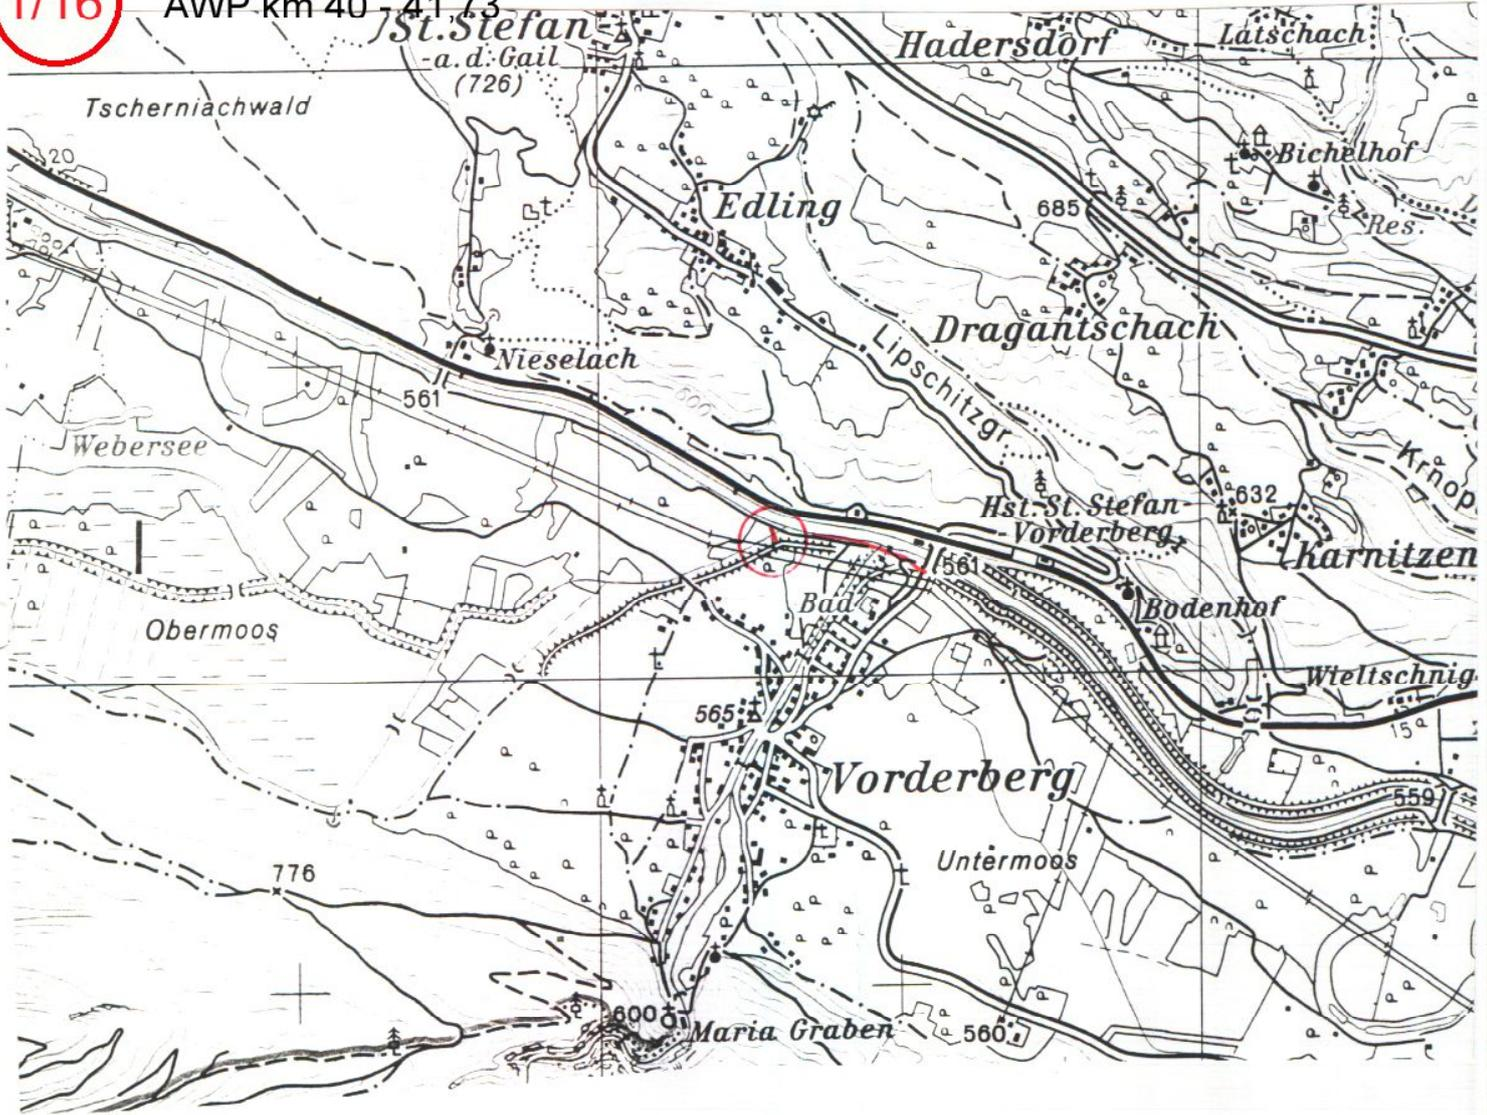 1/16
AWP km 40 - 41,73
St. Stefan
-a.d. Gail
(726)
Hadersdorf
Latschach
Tscherniachwald
20
Bichelhof
Edling
685
Res.
Dragantschach
Lipschitzgr.
Nieselach
561
600
Webersee
Krnop
632
Hst. St. Stefan-
-Vorderberg
Karnitzen
561
Bad
Bodenhof
Obermoos
Wieltschnig
565
15
Vorderberg
559
Untermoos
776
600
Maria Graben
560